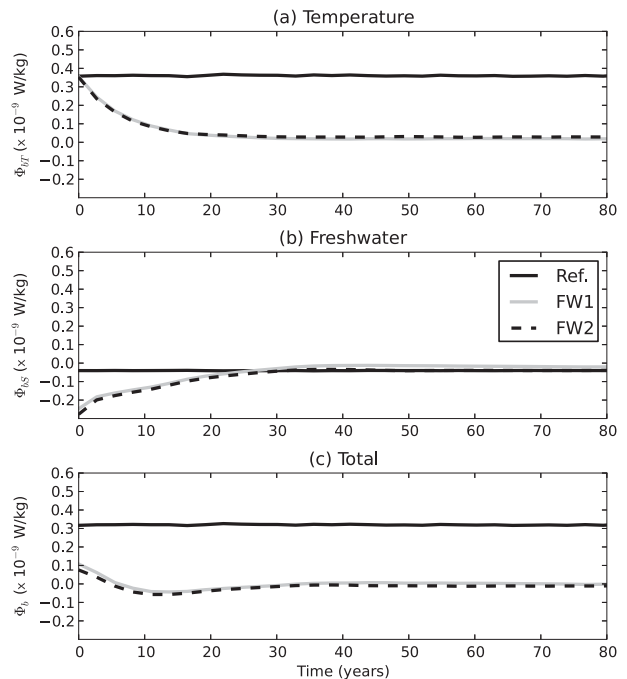 (a) Temperature
0.6
0.5
0.4
0.3
0.2
0.1
0.0
−0.1
−0.2
Φ_bT (x 10⁻⁹ W/kg)
0 10 20 30 40 50 60 70 80
(b) Freshwater
0.6
0.5
0.4
0.3
0.2
0.1
0.0
−0.1
−0.2
Φ_bS (x 10⁻⁹ W/kg)
Ref.
FW1
FW2
0 10 20 30 40 50 60 70 80
(c) Total
0.6
0.5
0.4
0.3
0.2
0.1
0.0
−0.1
−0.2
Φ_b (x 10⁻⁹ W/kg)
0 10 20 30 40 50 60 70 80
Time (years)